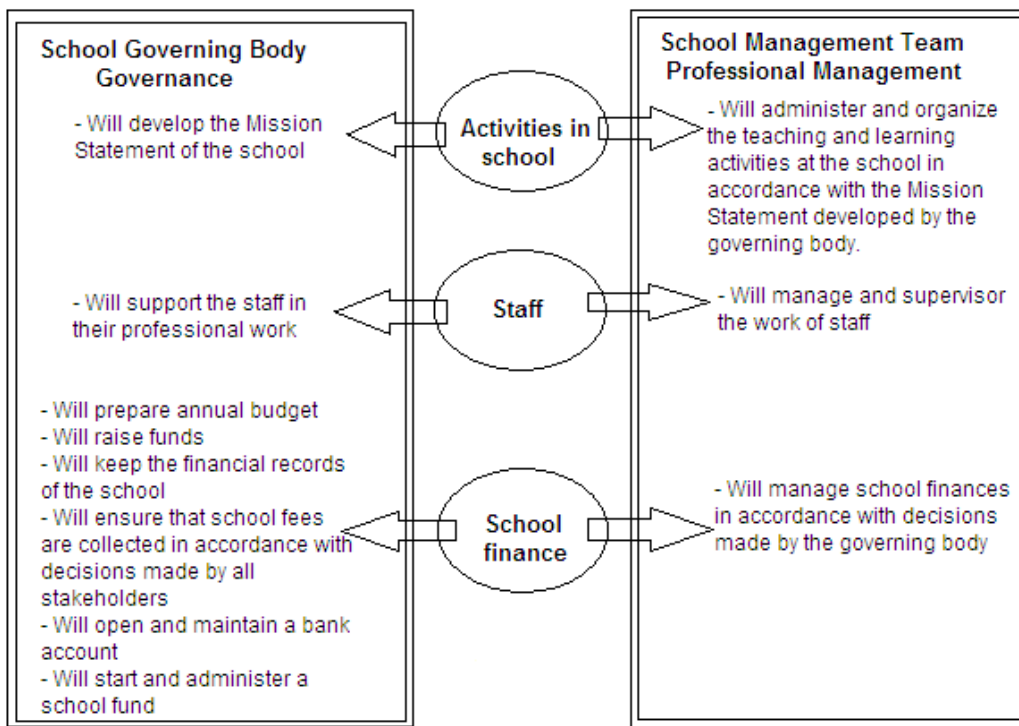 School Governing Body
Governance
- Will develop the Mission
Statement of the school
- Will support the staff in
their professional work
- Will prepare annual budget
- Will raise funds
- Will keep the financial records
of the school
- Will ensure that school fees
are collected in accordance with
decisions made by all
stakeholders
- Will open and maintain a bank
account
- Will start and administer a
school fund
Activities in
school
Staff
School
finance
School Management Team
Professional Management
- Will administer and organize
the teaching and learning
activities at the school in
accordance with the Mission
Statement developed by the
governing body.
- Will manage and supervisor
the work of staff
- Will manage school finances
in accordance with decisions
made by the governing body